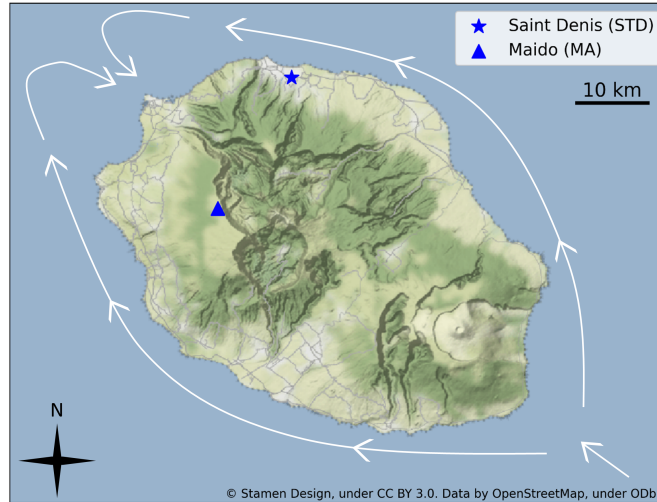 Saint Denis (STD)
Maido (MA)
10 km
N
© Stamen Design, under CC BY 3.0. Data by OpenStreetMap, under ODb